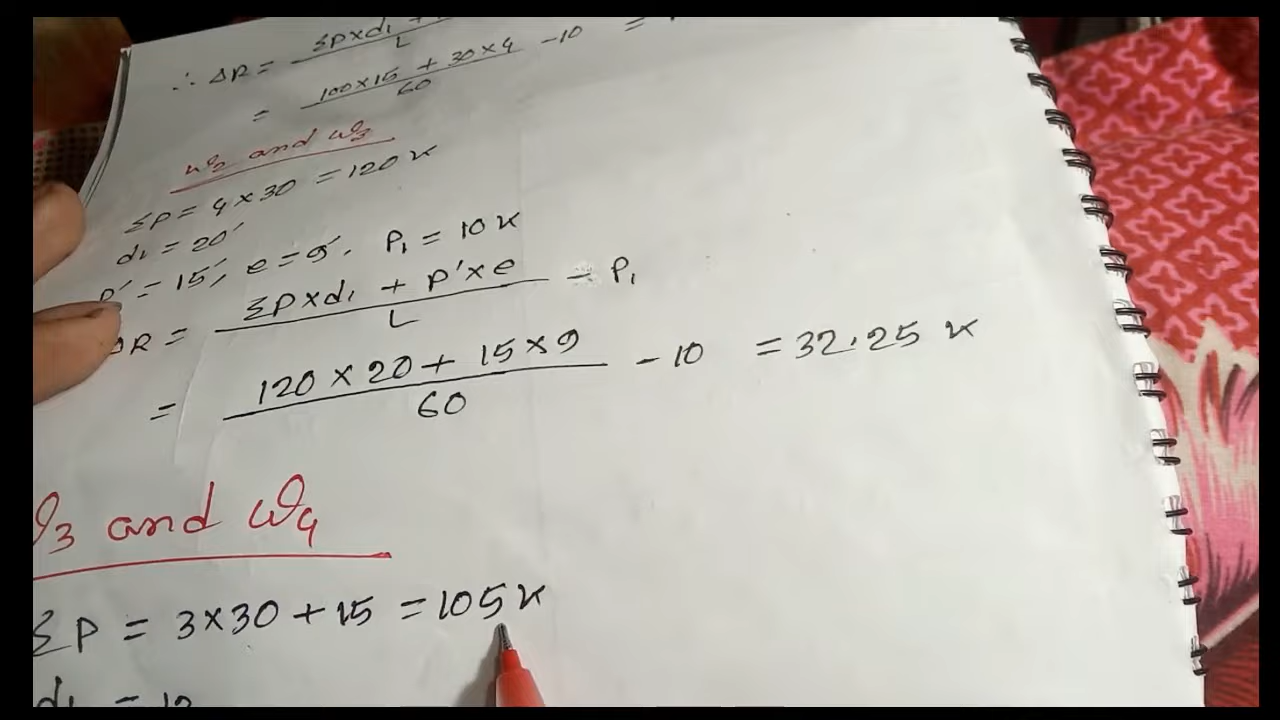 ∴ ΔR = ΣP×d₁ + / L
= 100×15 + 30×4 / 60 - 10 =
W₂ and W₃
ΣP = 4×30 = 120 K
d₁ = 20'
P' = 15', e = 9', P₁ = 10 K
ΔR = ΣP×d₁ + P'×e / L - P₁
= 120 × 20 + 15 × 9 / 60 - 10 = 32.25 K
W₃ and W₄
ΣP = 3×30 + 15 = 105 K
d₁ =